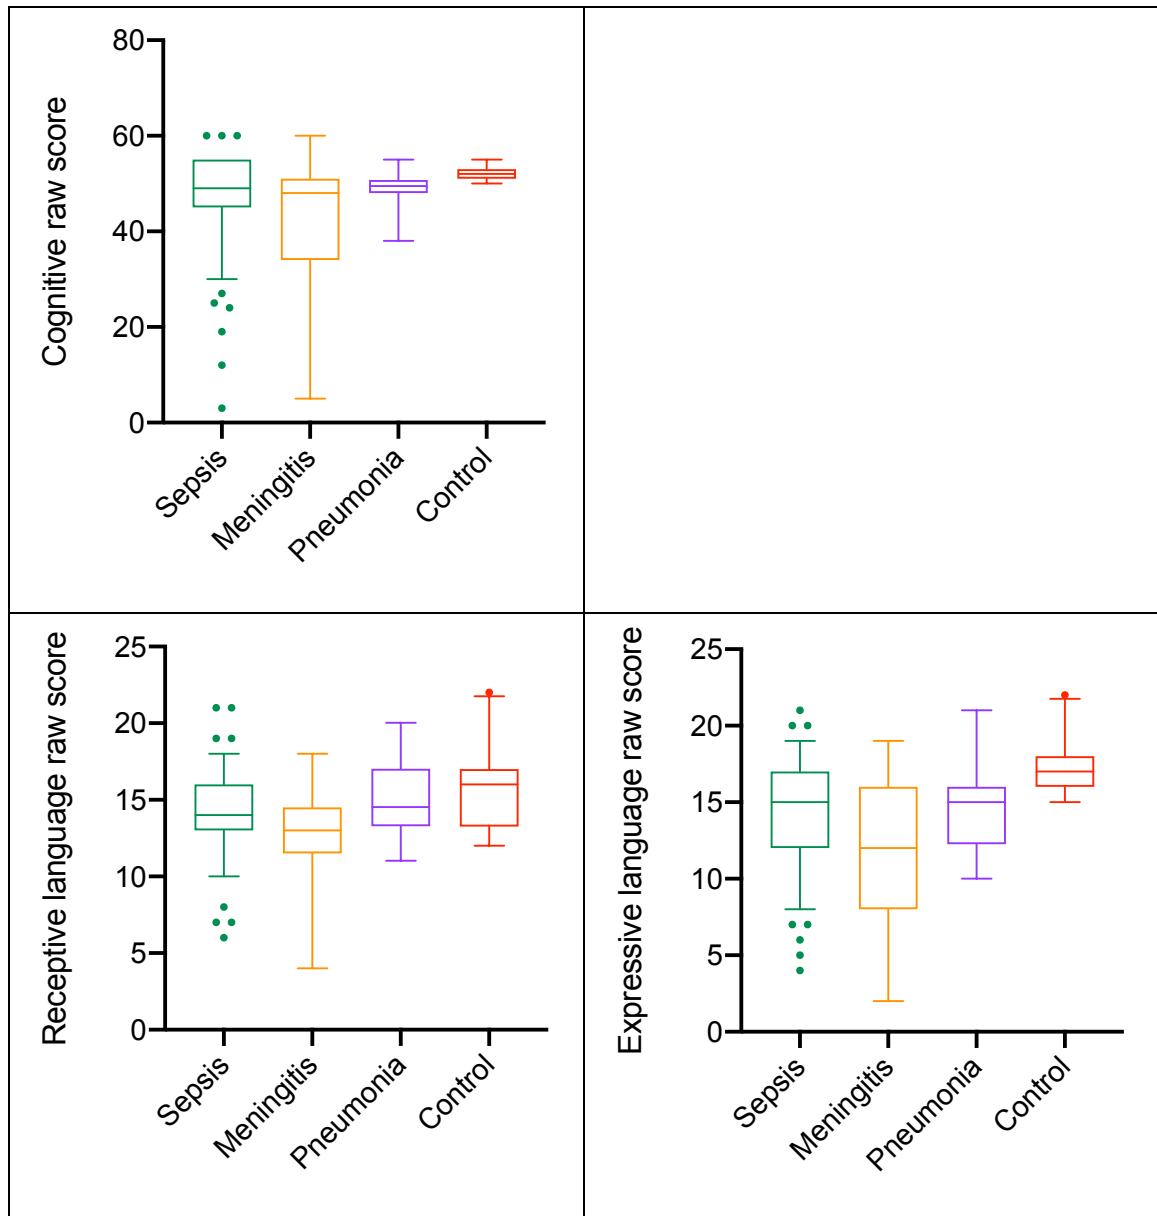 Cognitive raw score
80
60
40
20
0
Sepsis
Meningitis
Pneumonia
Control
Receptive language raw score
25
20
15
10
5
0
Sepsis
Meningitis
Pneumonia
Control
Expressive language raw score
25
20
15
10
5
0
Sepsis
Meningitis
Pneumonia
Control